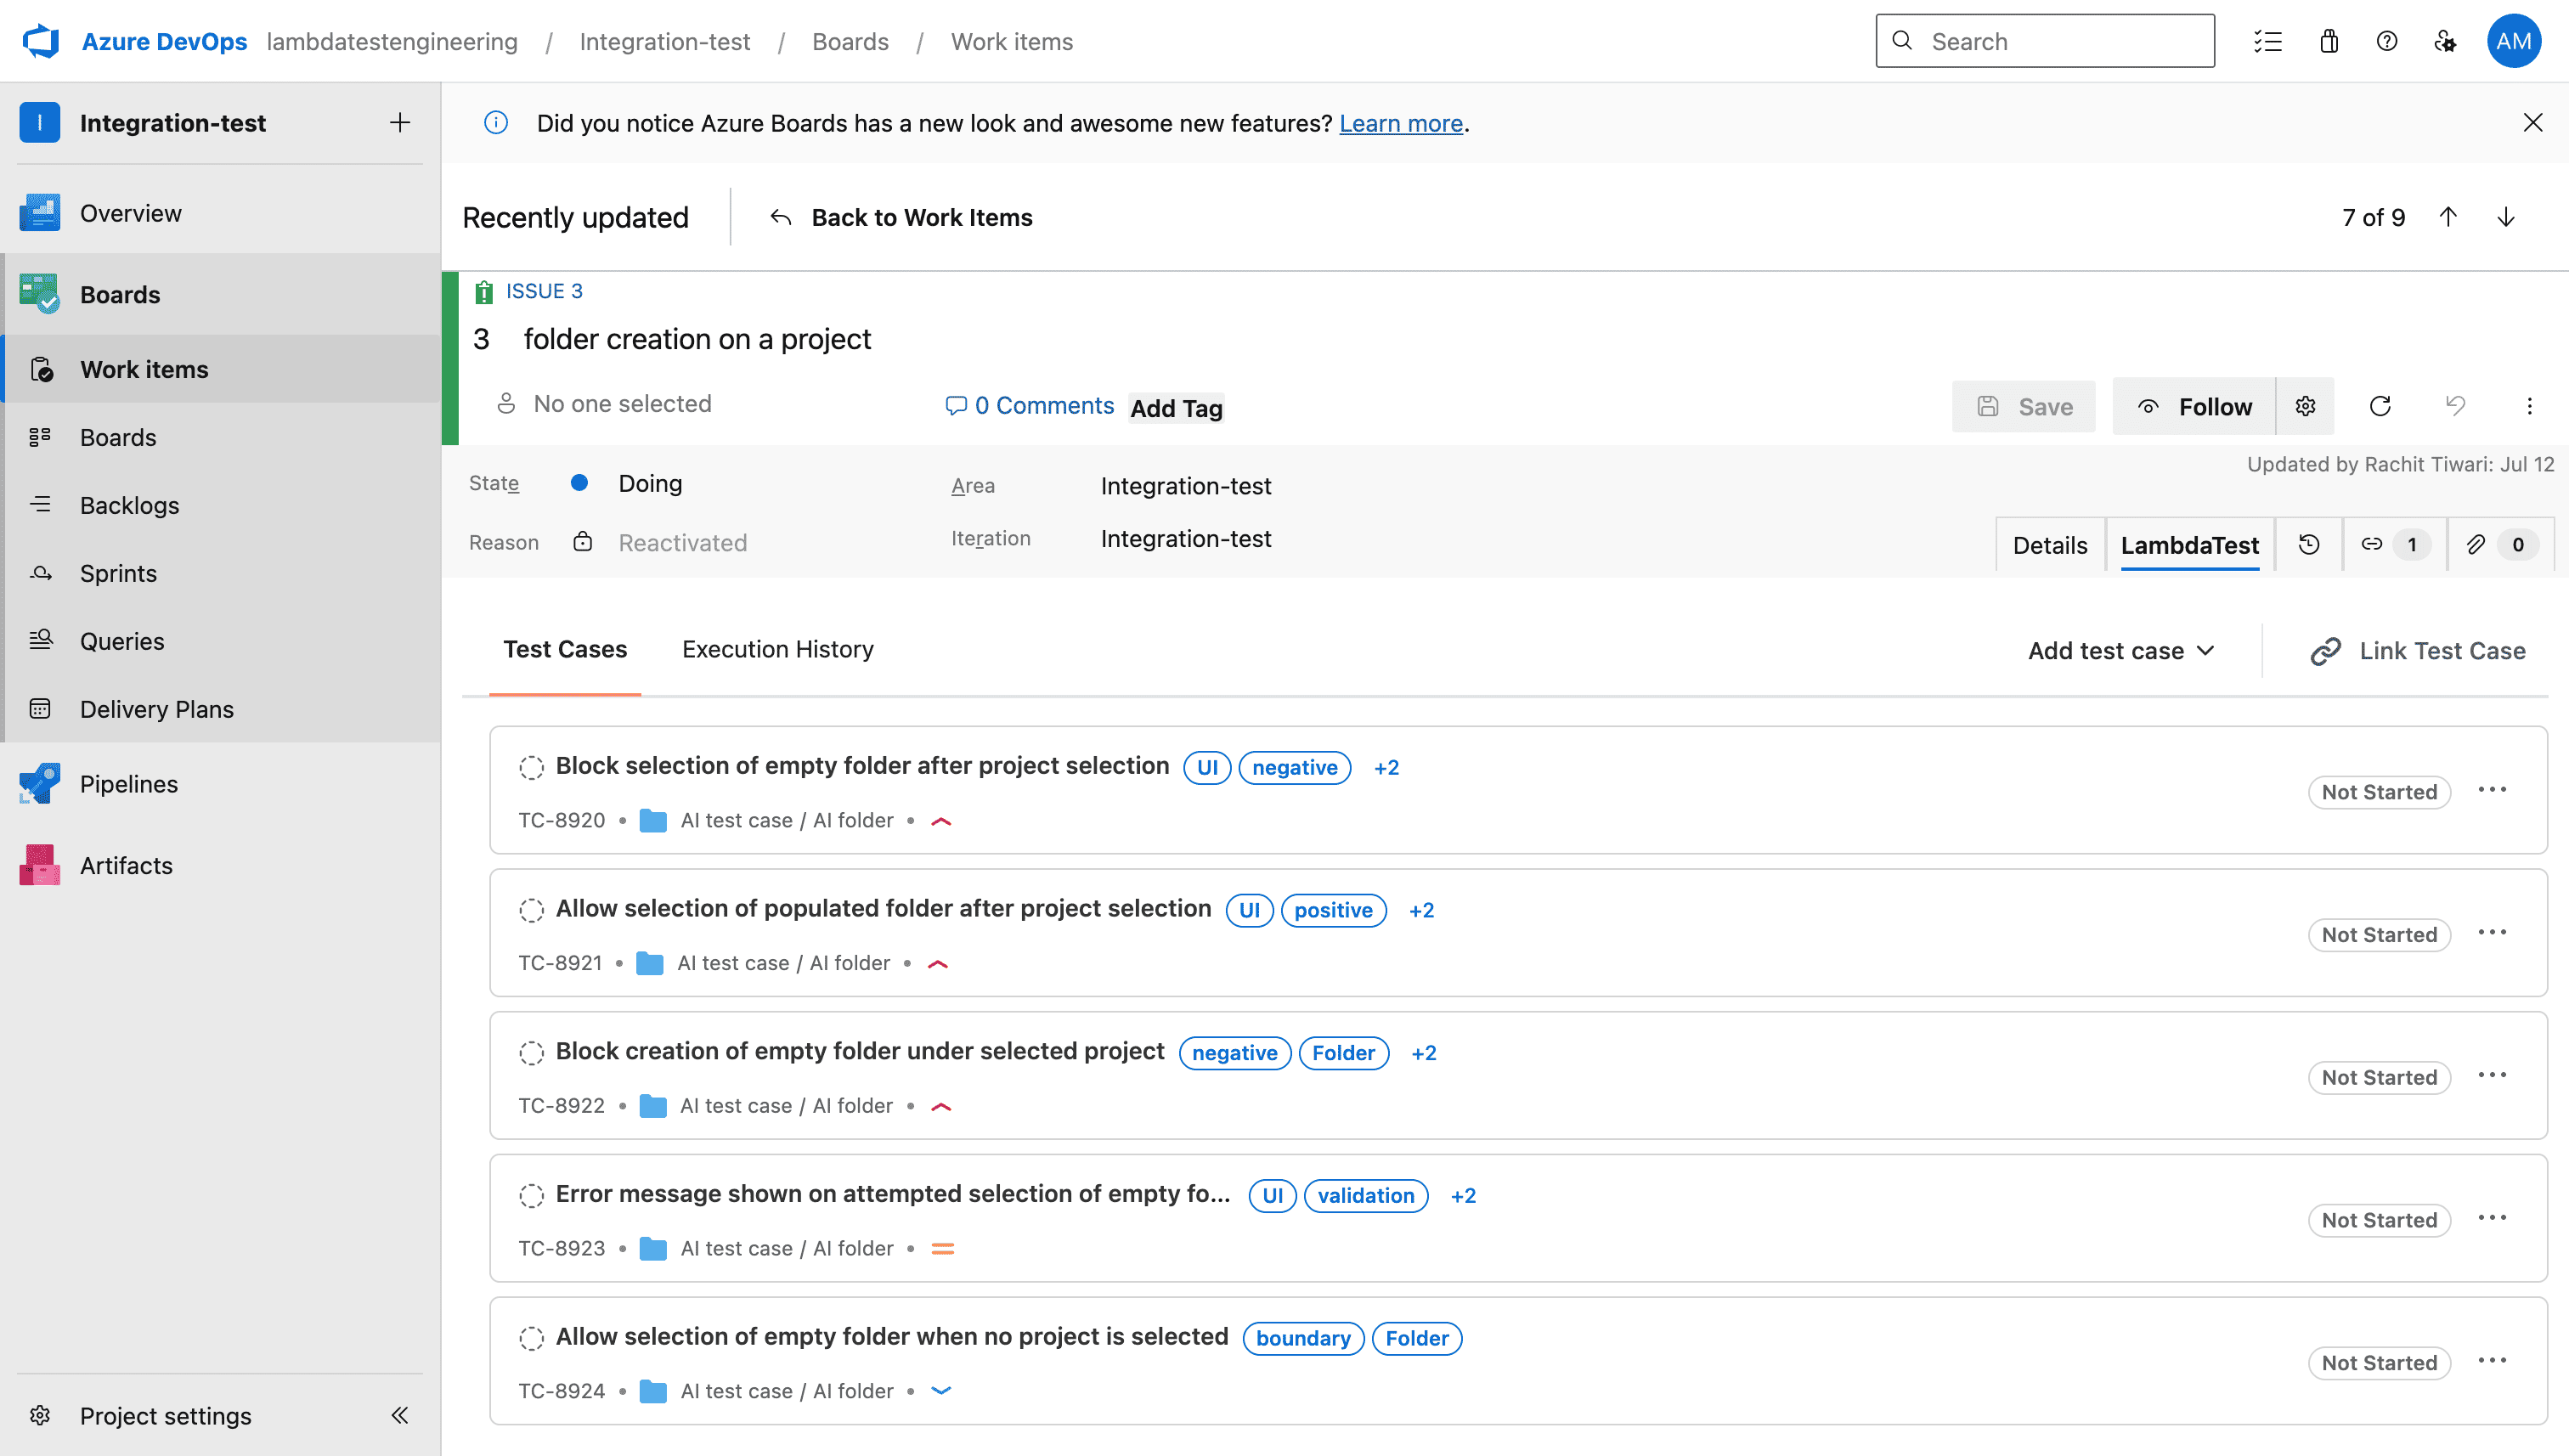 Azure DevOps lambdatestengineering / Integration-test / Boards / Work items
Search
AM
I Integration-test
Did you notice Azure Boards has a new look and awesome new features? Learn more.
Overview
Boards
Work items
Boards
Backlogs
Sprints
Queries
Delivery Plans
Pipelines
Artifacts
Project settings
Recently updated
Back to Work Items
7 of 9
ISSUE 3
3 folder creation on a project
No one selected
0 Comments
Add Tag
Save
Follow
Updated by Rachit Tiwari: Jul 12
State Doing
Area Integration-test
Reason Reactivated
Iteration Integration-test
Details
LambdaTest
1
0
Test Cases
Execution History
Add test case
Link Test Case
Block selection of empty folder after project selection UI negative +2
TC-8920 • AI test case / AI folder •
Not Started
Allow selection of populated folder after project selection UI positive +2
TC-8921 • AI test case / AI folder •
Not Started
Block creation of empty folder under selected project negative Folder +2
TC-8922 • AI test case / AI folder •
Not Started
Error message shown on attempted selection of empty fo... UI validation +2
TC-8923 • AI test case / AI folder •
Not Started
Allow selection of empty folder when no project is selected boundary Folder
TC-8924 • AI test case / AI folder •
Not Started